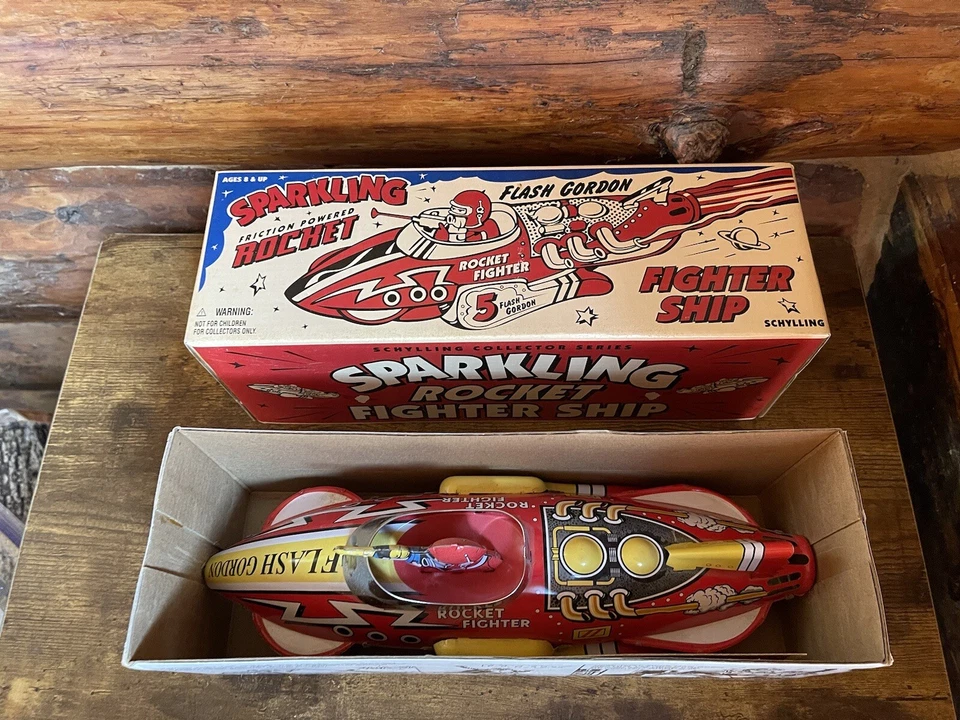 AGES 8 & UP
SPARKLING
FRICTION POWERED
ROCKET
FLASH GORDON
ROCKET
FIGHTER
5 FLASH
GORDON
FIGHTER
SHIP
SCHYLLING
WARNING:
NOT FOR CHILDREN
FOR COLLECTORS ONLY.
SCHYLLING COLLECTOR SERIES
SPARKLING
ROCKET
FIGHTER SHIP
ROCKET
FIGHTER
FLASH GORDON
ROCKET
FIGHTER